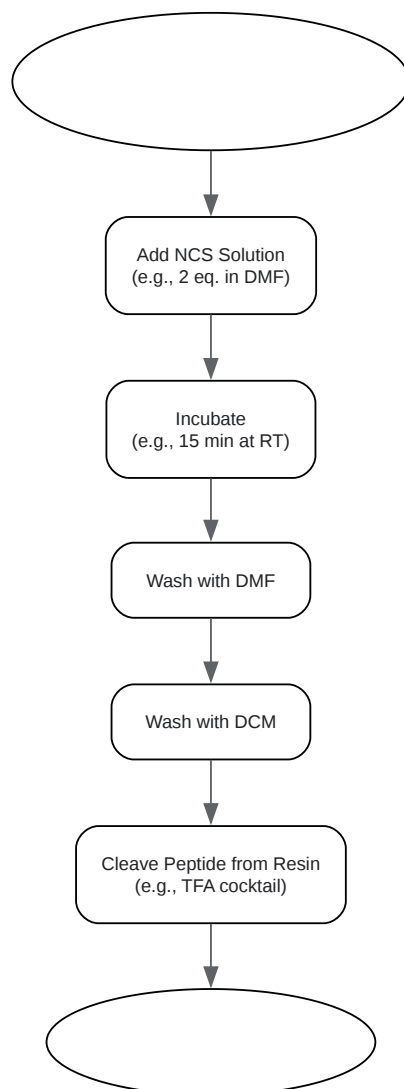 Add NCS Solution
(e.g., 2 eq. in DMF)
Incubate
(e.g., 15 min at RT)
Wash with DMF
Wash with DCM
Cleave Peptide from Resin
(e.g., TFA cocktail)